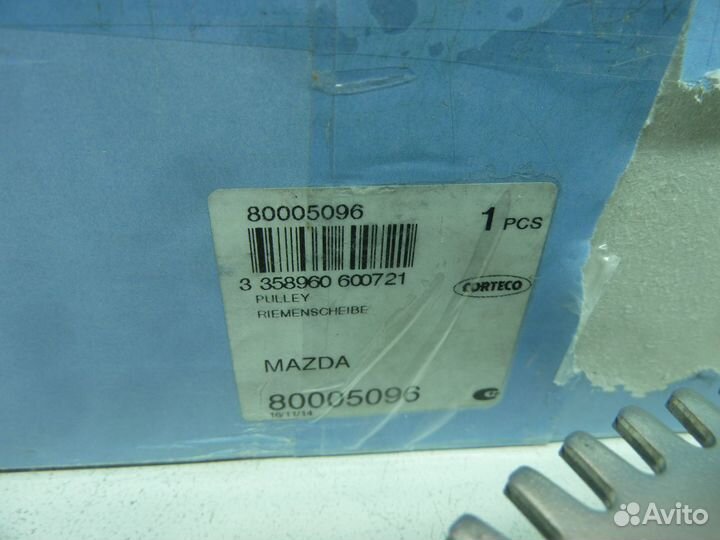 80005096
1 PCS
3 358960 600721
PULLEY
RIEMENSCHEIBE
CORTECO
MAZDA
80005096
16/11/14
Avito